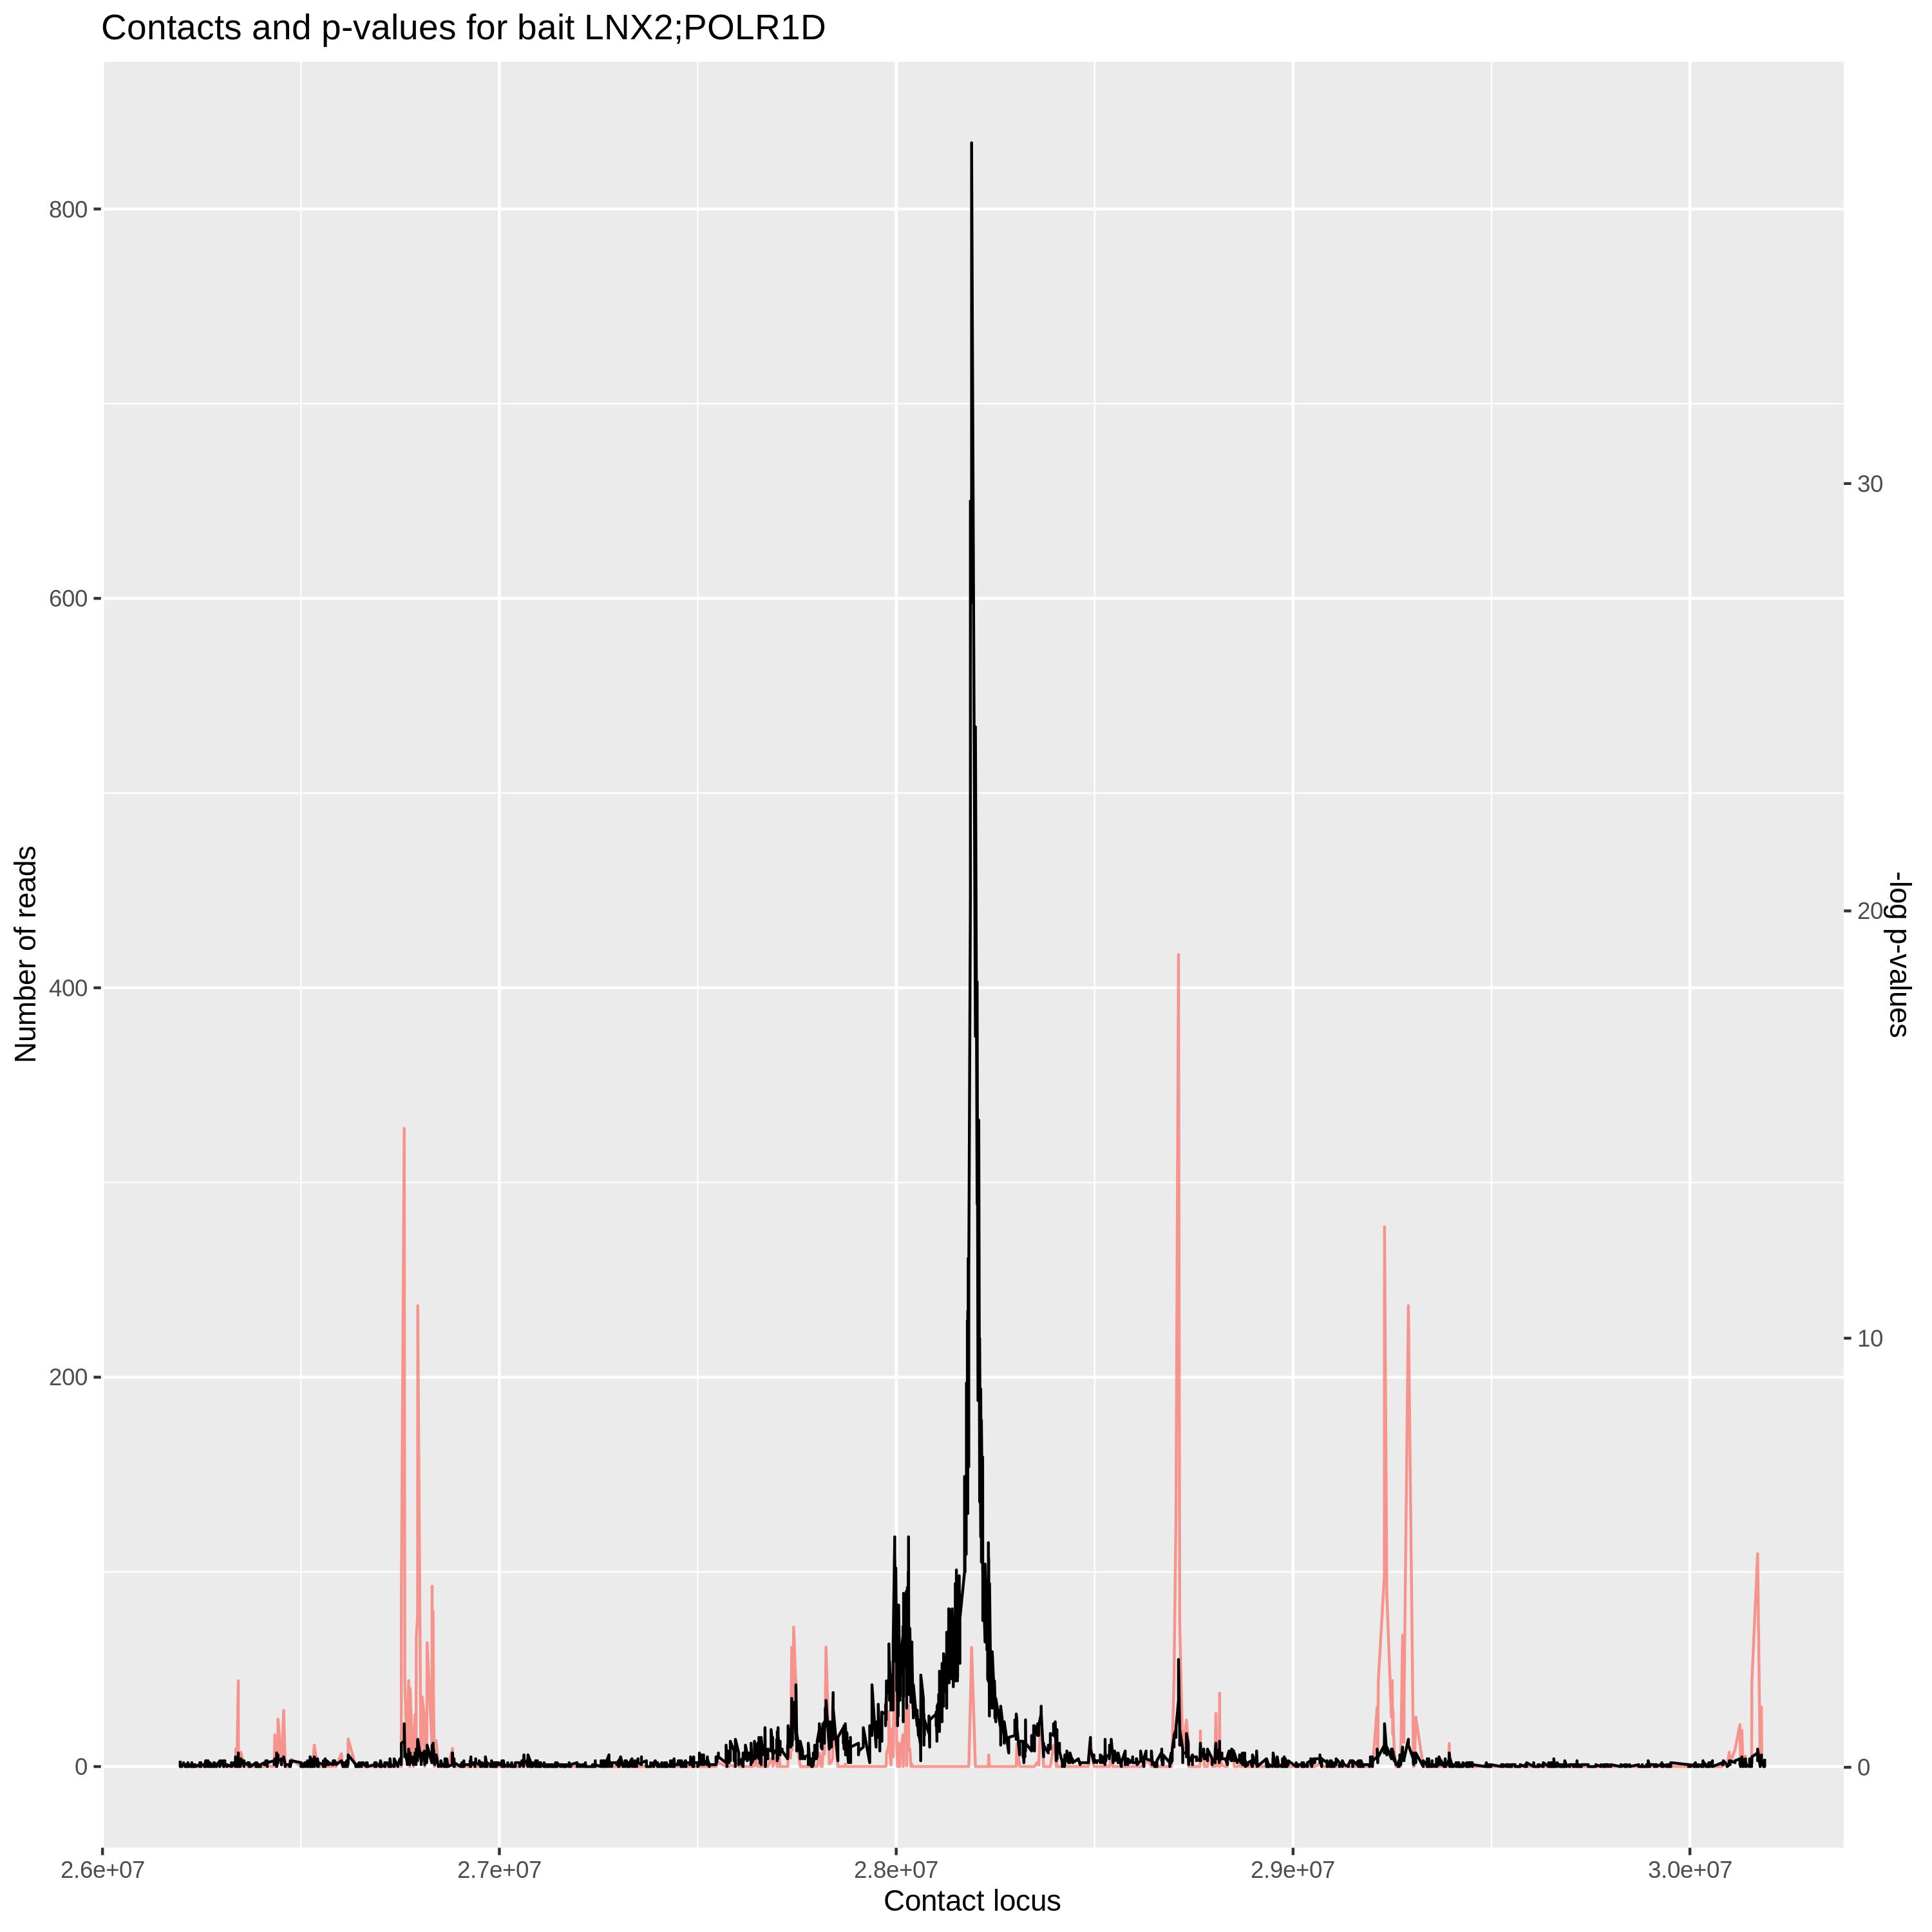 Contacts and p-values for bait LNX2;POLR1D
800
600
400
200
0
Number of reads
30
20
10
0
-log p-values
2.6e+07
2.7e+07
2.8e+07
2.9e+07
3.0e+07
Contact locus